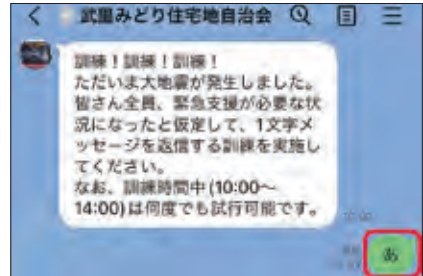 武里みどり住宅地自治会
訓練！訓練！訓練！
ただいま大地震が発生しました。
皆さん全員、緊急支援が必要な状
況になったと仮定して、1文字メ
ッセージを返信する訓練を実施し
てください。
なお、訓練時間中(10:00～
14:00)は何度でも試行可能です。
あ